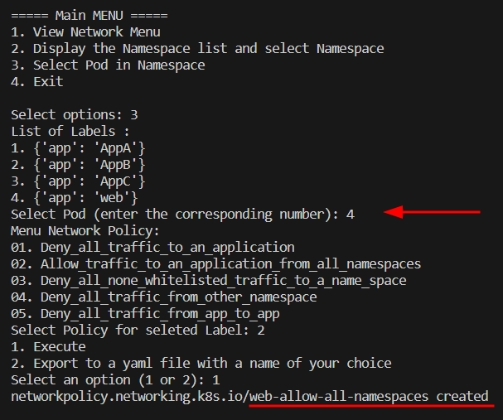 ===== Main MENU =====
1. View Network Menu
2. Display the Namespace list and select Namespace
3. Select Pod in Namespace
4. Exit
Select options: 3
List of Labels :
1. {'app': 'AppA'}
2. {'app': 'AppB'}
3. {'app': 'AppC'}
4. {'app': 'web'}
Select Pod (enter the corresponding number): 4
Menu Network Policy:
01. Deny_all_traffic_to_an_application
02. Allow_traffic_to_an_application_from_all_namespaces
03. Deny_all_none_whitelisted_traffic_to_a_name_space
04. Deny_all_traffic_from_other_namespace
05. Deny_all_traffic_from_app_to_app
Select Policy for seleted Label: 2
1. Execute
2. Export to a yaml file with a name of your choice
Select an option (1 or 2): 1
networkpolicy.networking.k8s.io/web-allow-all-namespaces created